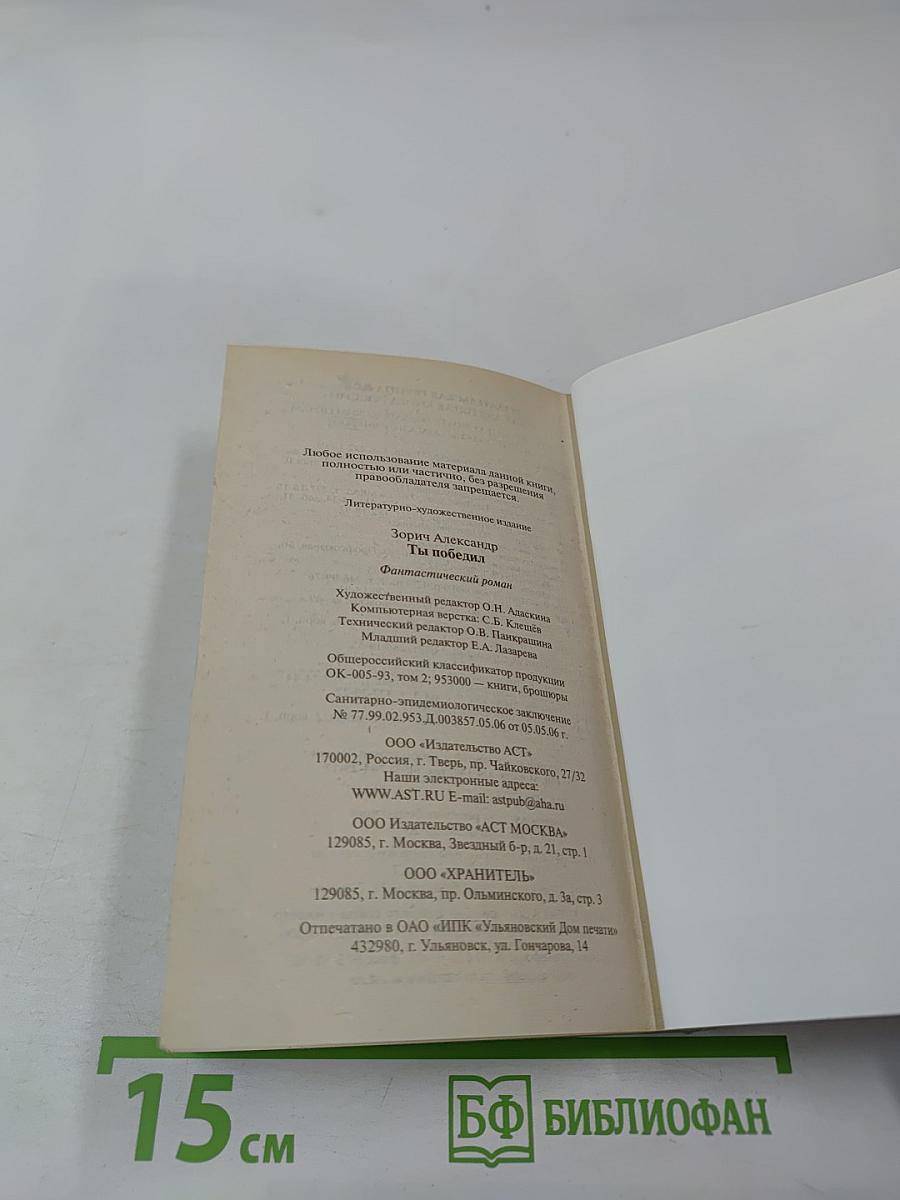 Любое использование материала данной книги,
полностью или частично, без разрешения
правообладателя запрещается.
Литературно-художественное издание
Зорич Александр
Ты победил
Фантастический роман
Художественный редактор О.Н. Адаскина
Компьютерная верстка: С.Б. Клещёв
Технический редактор О.В. Панкрашина
Младший редактор Е.А. Лазарева
Общероссийский классификатор продукции
ОК-005-93, том 2; 953000 — книги, брошюры
Санитарно-эпидемиологическое заключение
№ 77.99.02.953.Д.003857.05.06 от 05.05.06 г.
ООО «Издательство АСТ»
170002, Россия, г. Тверь, пр. Чайковского, 27/32
Наши электронные адреса:
WWW.AST.RU E-mail: astpub@aha.ru
ООО Издательство «АСТ МОСКВА»
129085, г. Москва, Звездный б-р, д. 21, стр. 1
ООО «ХРАНИТЕЛЬ»
129085, г. Москва, пр. Ольминского, д. 3а, стр. 3
Отпечатано в ОАО «ИПК «Ульяновский Дом печати»
432980, г. Ульяновск, ул. Гончарова, 14
15 см
БФ БИБЛИОФАН